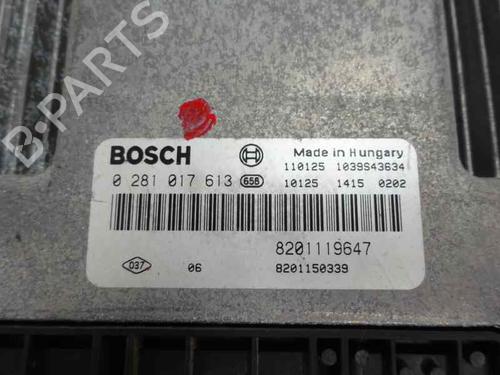 B-PARTS
BOSCH Made in Hungary
110125 1039S43634
0 281 017 613 656 10125 1415 0202
8201119647
037 06 8201150339